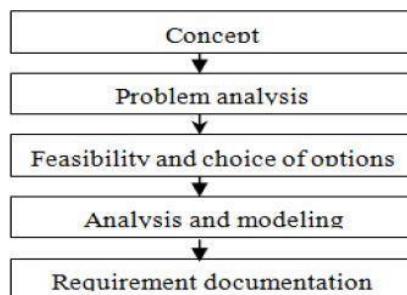 Concept
Problem analysis
Feasibility and choice of options
Analysis and modeling
Requirement documentation